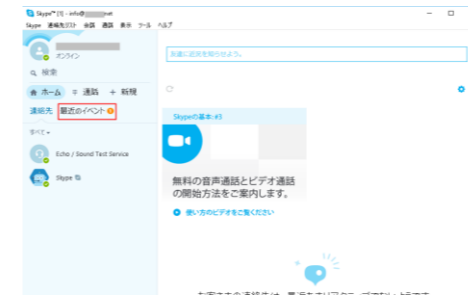 Skype™ [1] - info@ net
Skype 連絡先リスト 会話 通話 表示 ツール ヘルプ
オンライン
友達に近況を知らせよう。
検索
ホーム 通話 + 新規
連絡先 最近のイベント
すべて
Skypeの基本: #3
Echo / Sound Test Service
Skype
無料の音声通話とビデオ通話
の開始方法をご案内します。
使い方のビデオをご覧ください